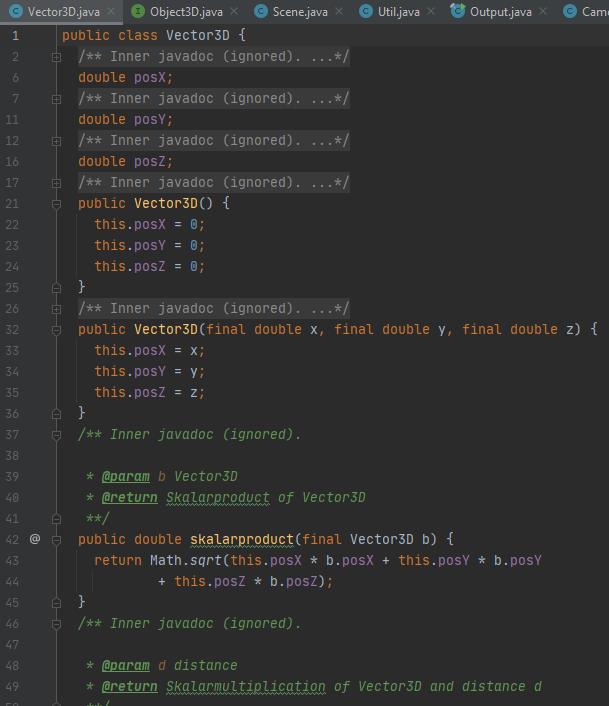 Vector3D.java × Object3D.java × Scene.java × Util.java × Output.java × Came
1 public class Vector3D {
2 /** Inner javadoc (ignored). ...*/
6 double posX;
7 /** Inner javadoc (ignored). ...*/
11 double posY;
12 /** Inner javadoc (ignored). ...*/
16 double posZ;
17 /** Inner javadoc (ignored). ...*/
21 public Vector3D() {
22 this.posX = 0;
23 this.posY = 0;
24 this.posZ = 0;
25 }
26 /** Inner javadoc (ignored). ...*/
32 public Vector3D(final double x, final double y, final double z) {
33 this.posX = x;
34 this.posY = y;
35 this.posZ = z;
36 }
37 /** Inner javadoc (ignored).
38
39 * @param b Vector3D
40 * @return Skalarproduct of Vector3D
41 **/
42 @ public double skalarproduct(final Vector3D b) {
43 return Math.sqrt(this.posX * b.posX + this.posY * b.posY
44 + this.posZ * b.posZ);
45 }
46 /** Inner javadoc (ignored).
47
48 * @param d distance
49 * @return Skalarmultiplication of Vector3D and distance d